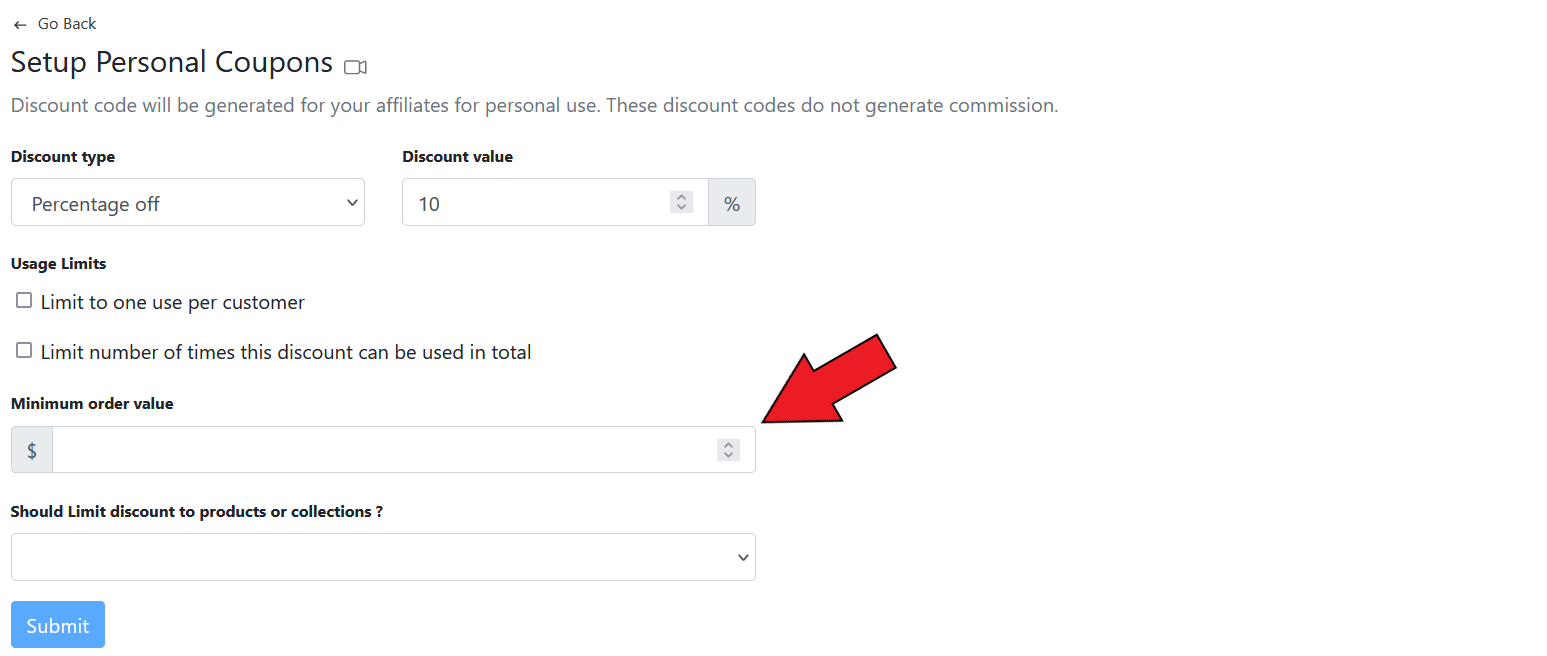 ← Go Back
Setup Personal Coupons
Discount code will be generated for your affiliates for personal use. These discount codes do not generate commission.
Discount type
Discount value
Percentage off
10
%
Usage Limits
Limit to one use per customer
Limit number of times this discount can be used in total
Minimum order value
$
Should Limit discount to products or collections ?
Submit